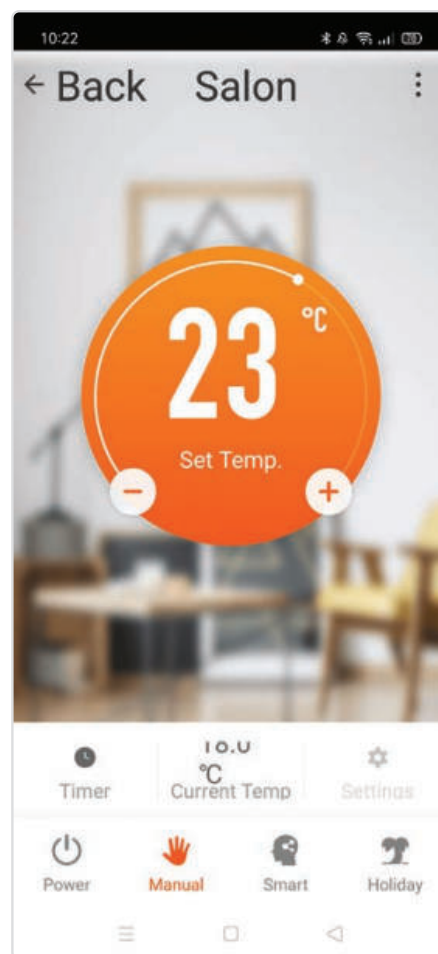 10:22
Back Salon
23 °C
Set Temp.
°C
Timer Current Temp Settings
Power Manual Smart Holiday